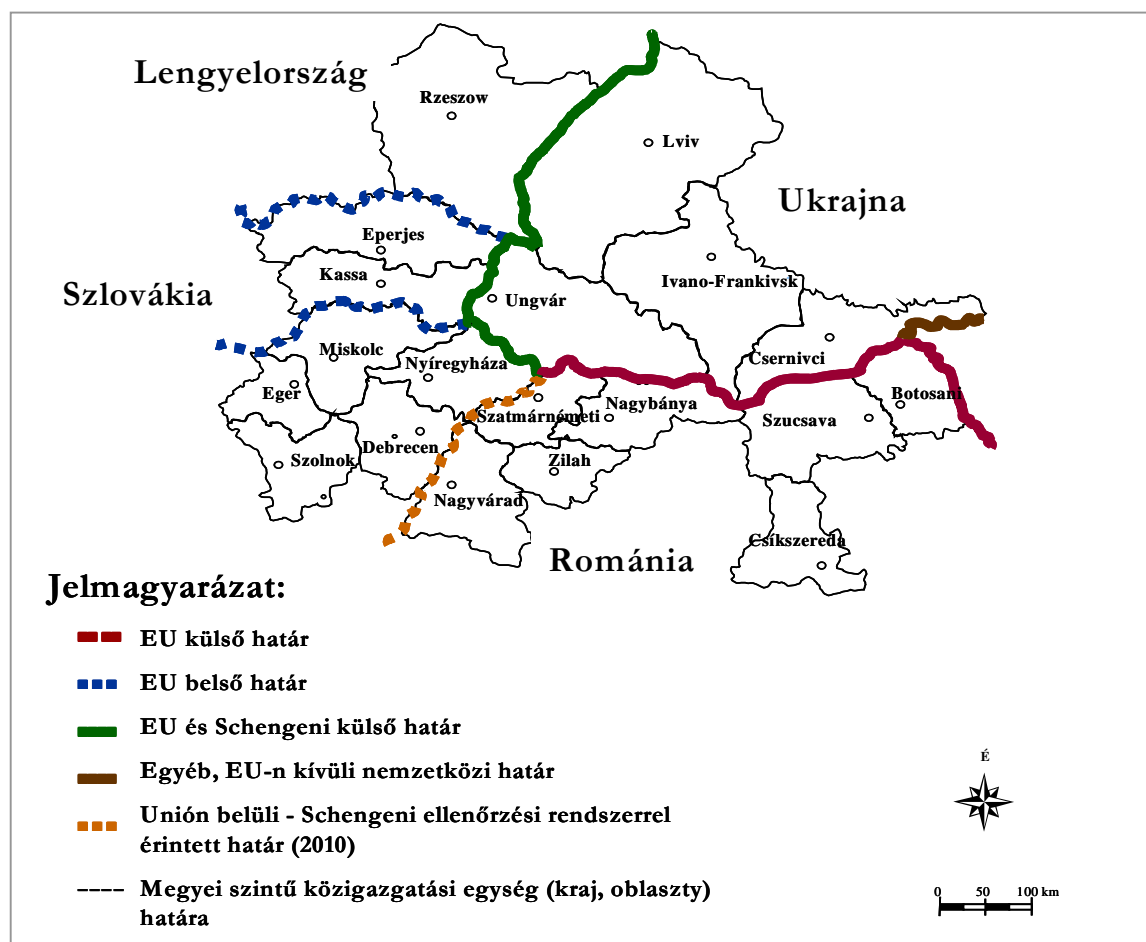 Lengyelország
Rzeszow
Lviv
Ukrajna
Eperjes
Kassa
Szlovákia
Ungvár
Ivano-Frankivsk
Miskolc
Nyíregyháza
Csernivci
Eger
Szatmárnémeti
Nagybánya
Szucsava
Botosani
Debrecen
Szolnok
Zilah
Nagyvárad
Románia
Csíkszereda
Jelmagyarázat:
EU külső határ
EU belső határ
EU és Schengeni külső határ
Egyéb, EU-n kívüli nemzetközi határ
Unión belüli - Schengeni ellenőrzési rendszerrel
érintett határ (2010)
Megyei szintű közigazgatási egység (kraj, oblaszty)
határa
É
0 50 100 km